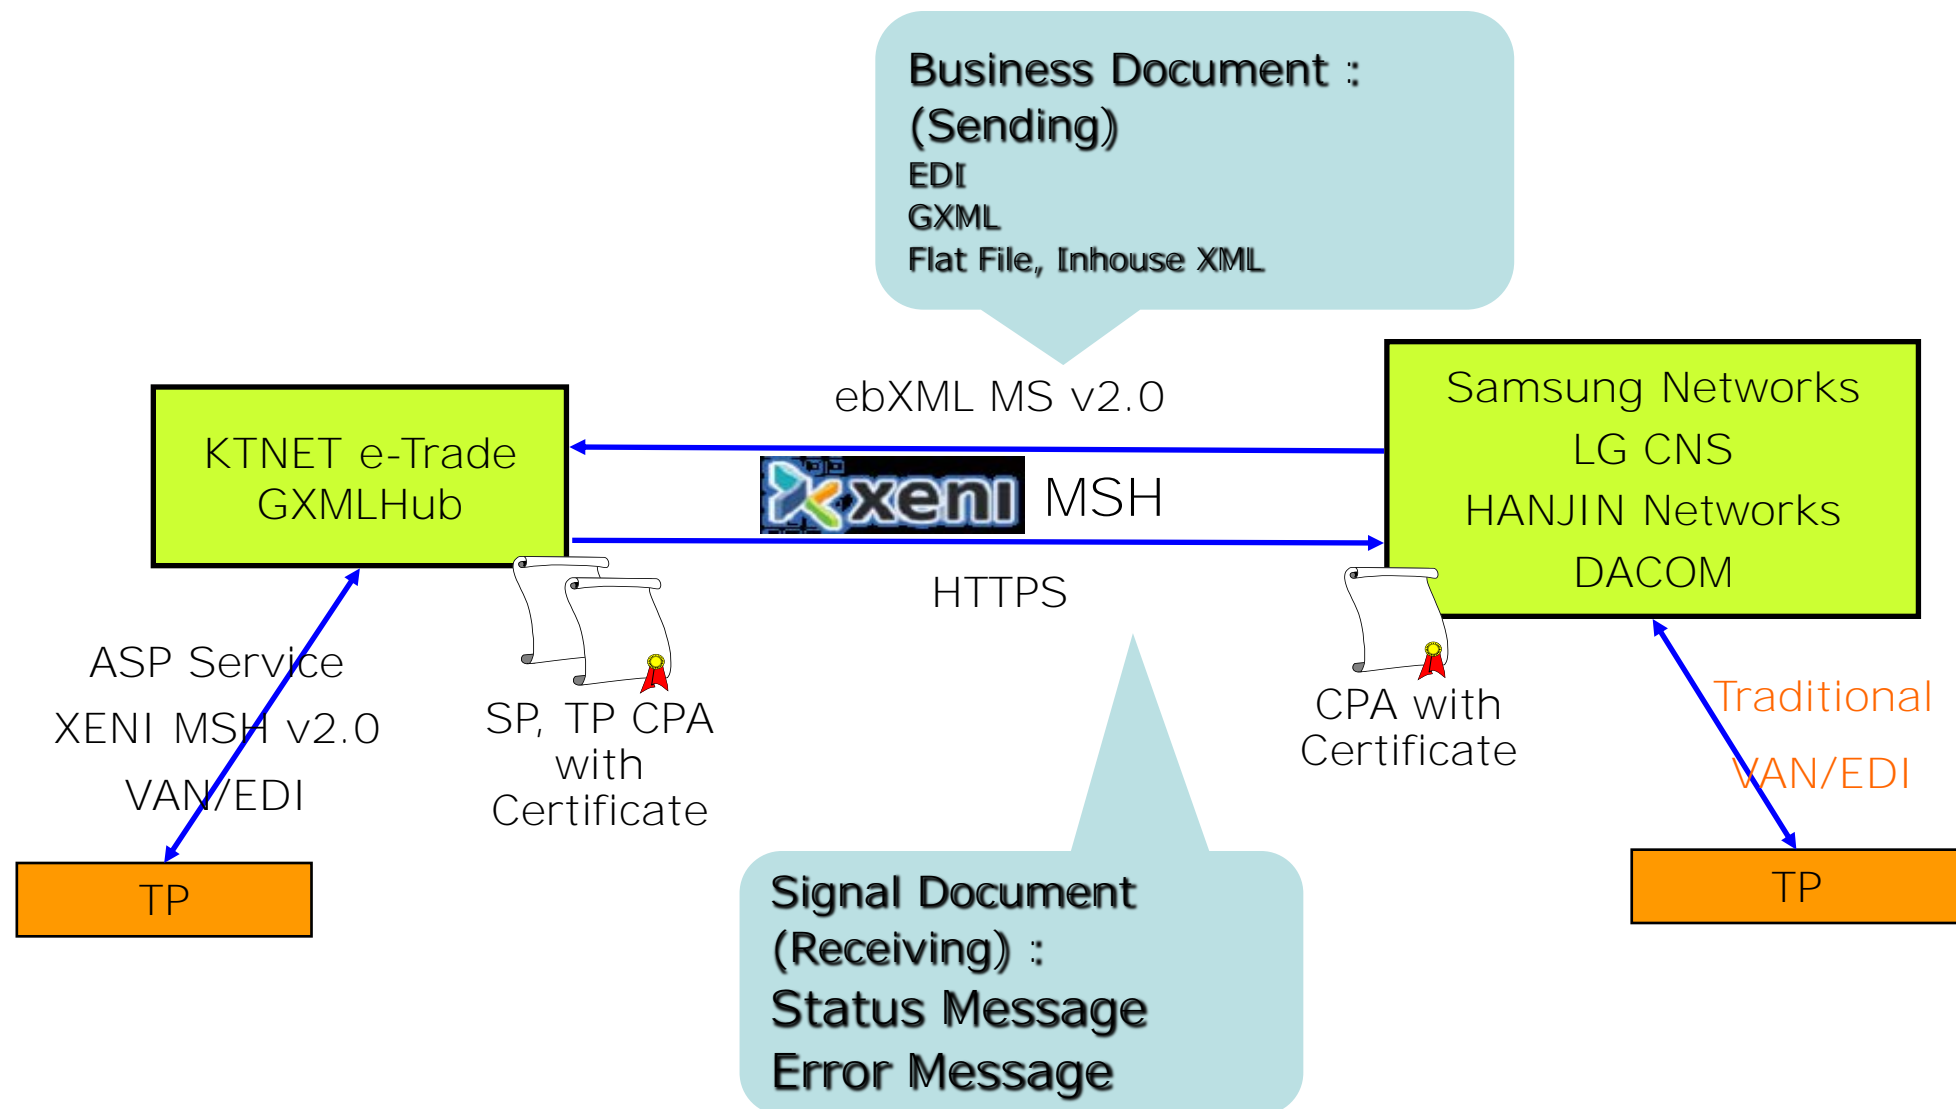 Business Document :
(Sending)
EDI
GXML
Flat File, Inhouse XML
ebXML MS v2.0
KTNET e-Trade
GXMLHub
xeni MSH
HTTPS
Samsung Networks
LG CNS
HANJIN Networks
DACOM
ASP Service
XENI MSH v2.0
VAN/EDI
SP, TP CPA
with
Certificate
CPA with
Certificate
Traditional
VAN/EDI
TP
TP
Signal Document
(Receiving) :
Status Message
Error Message